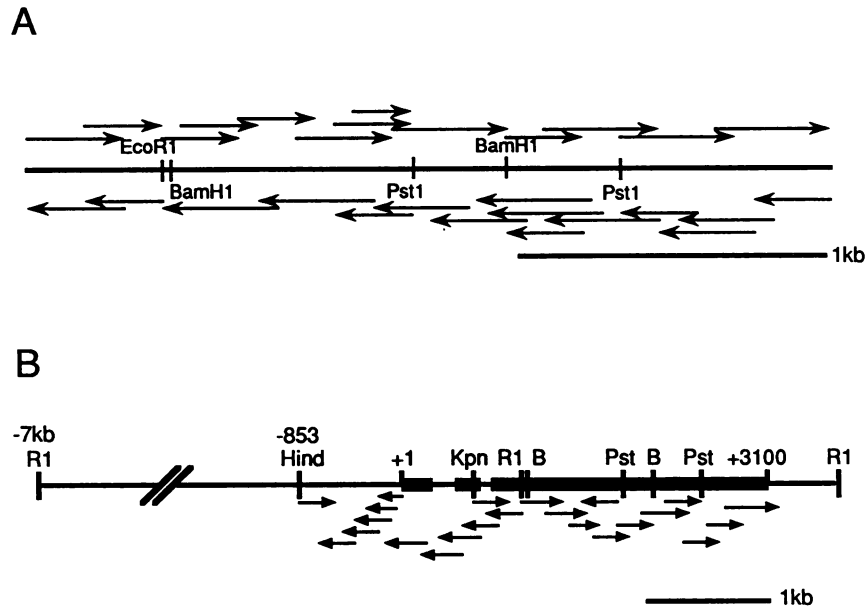 A
EcoR1
BamH1
BamH1
Pst1
Pst1
1kb
B
-7kb
R1
-853
Hind
+1
Kpn
R1
B
Pst
B
Pst
+3100
R1
1kb